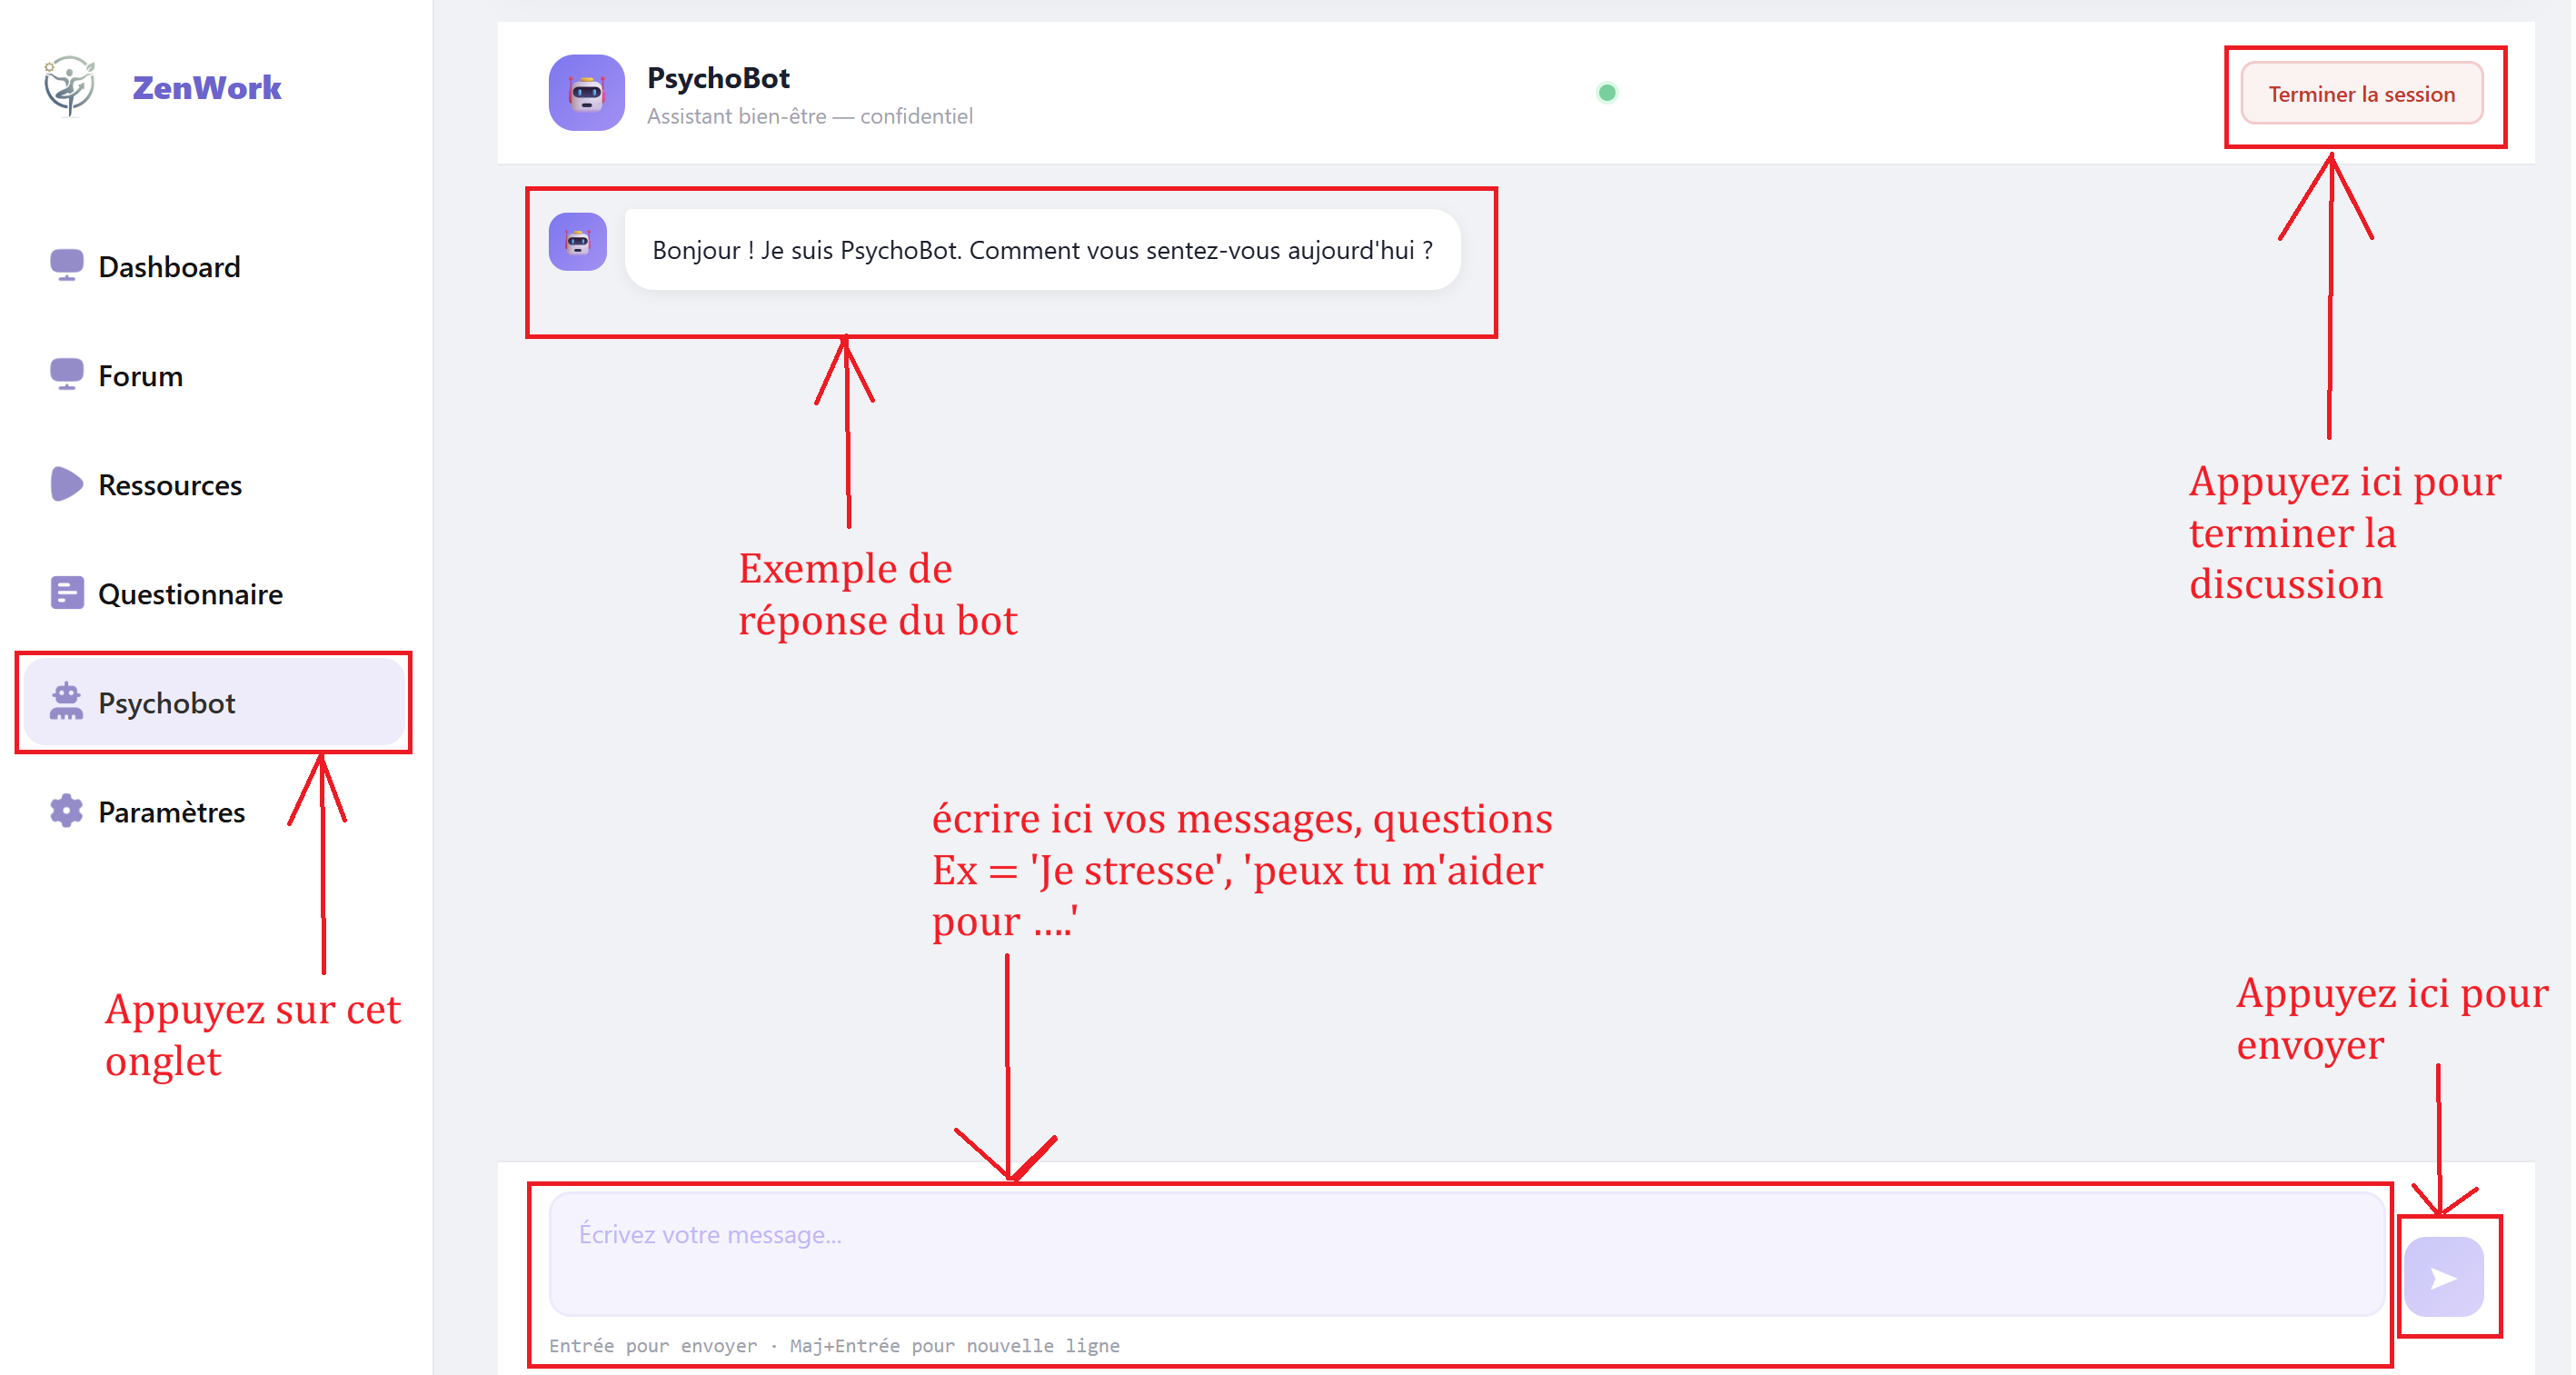 ZenWork
Dashboard
Forum
Ressources
Questionnaire
Psychobot
Paramètres
Appuyez sur cet
onglet
PsychoBot
Assistant bien-être — confidentiel
Terminer la session
Bonjour ! Je suis PsychoBot. Comment vous sentez-vous aujourd'hui ?
Exemple de
réponse du bot
Appuyez ici pour
terminer la
discussion
écrire ici vos messages, questions
Ex = 'Je stresse', 'peux tu m'aider
pour ....'
Appuyez ici pour
envoyer
Écrivez votre message...
Entrée pour envoyer · Maj+Entrée pour nouvelle ligne